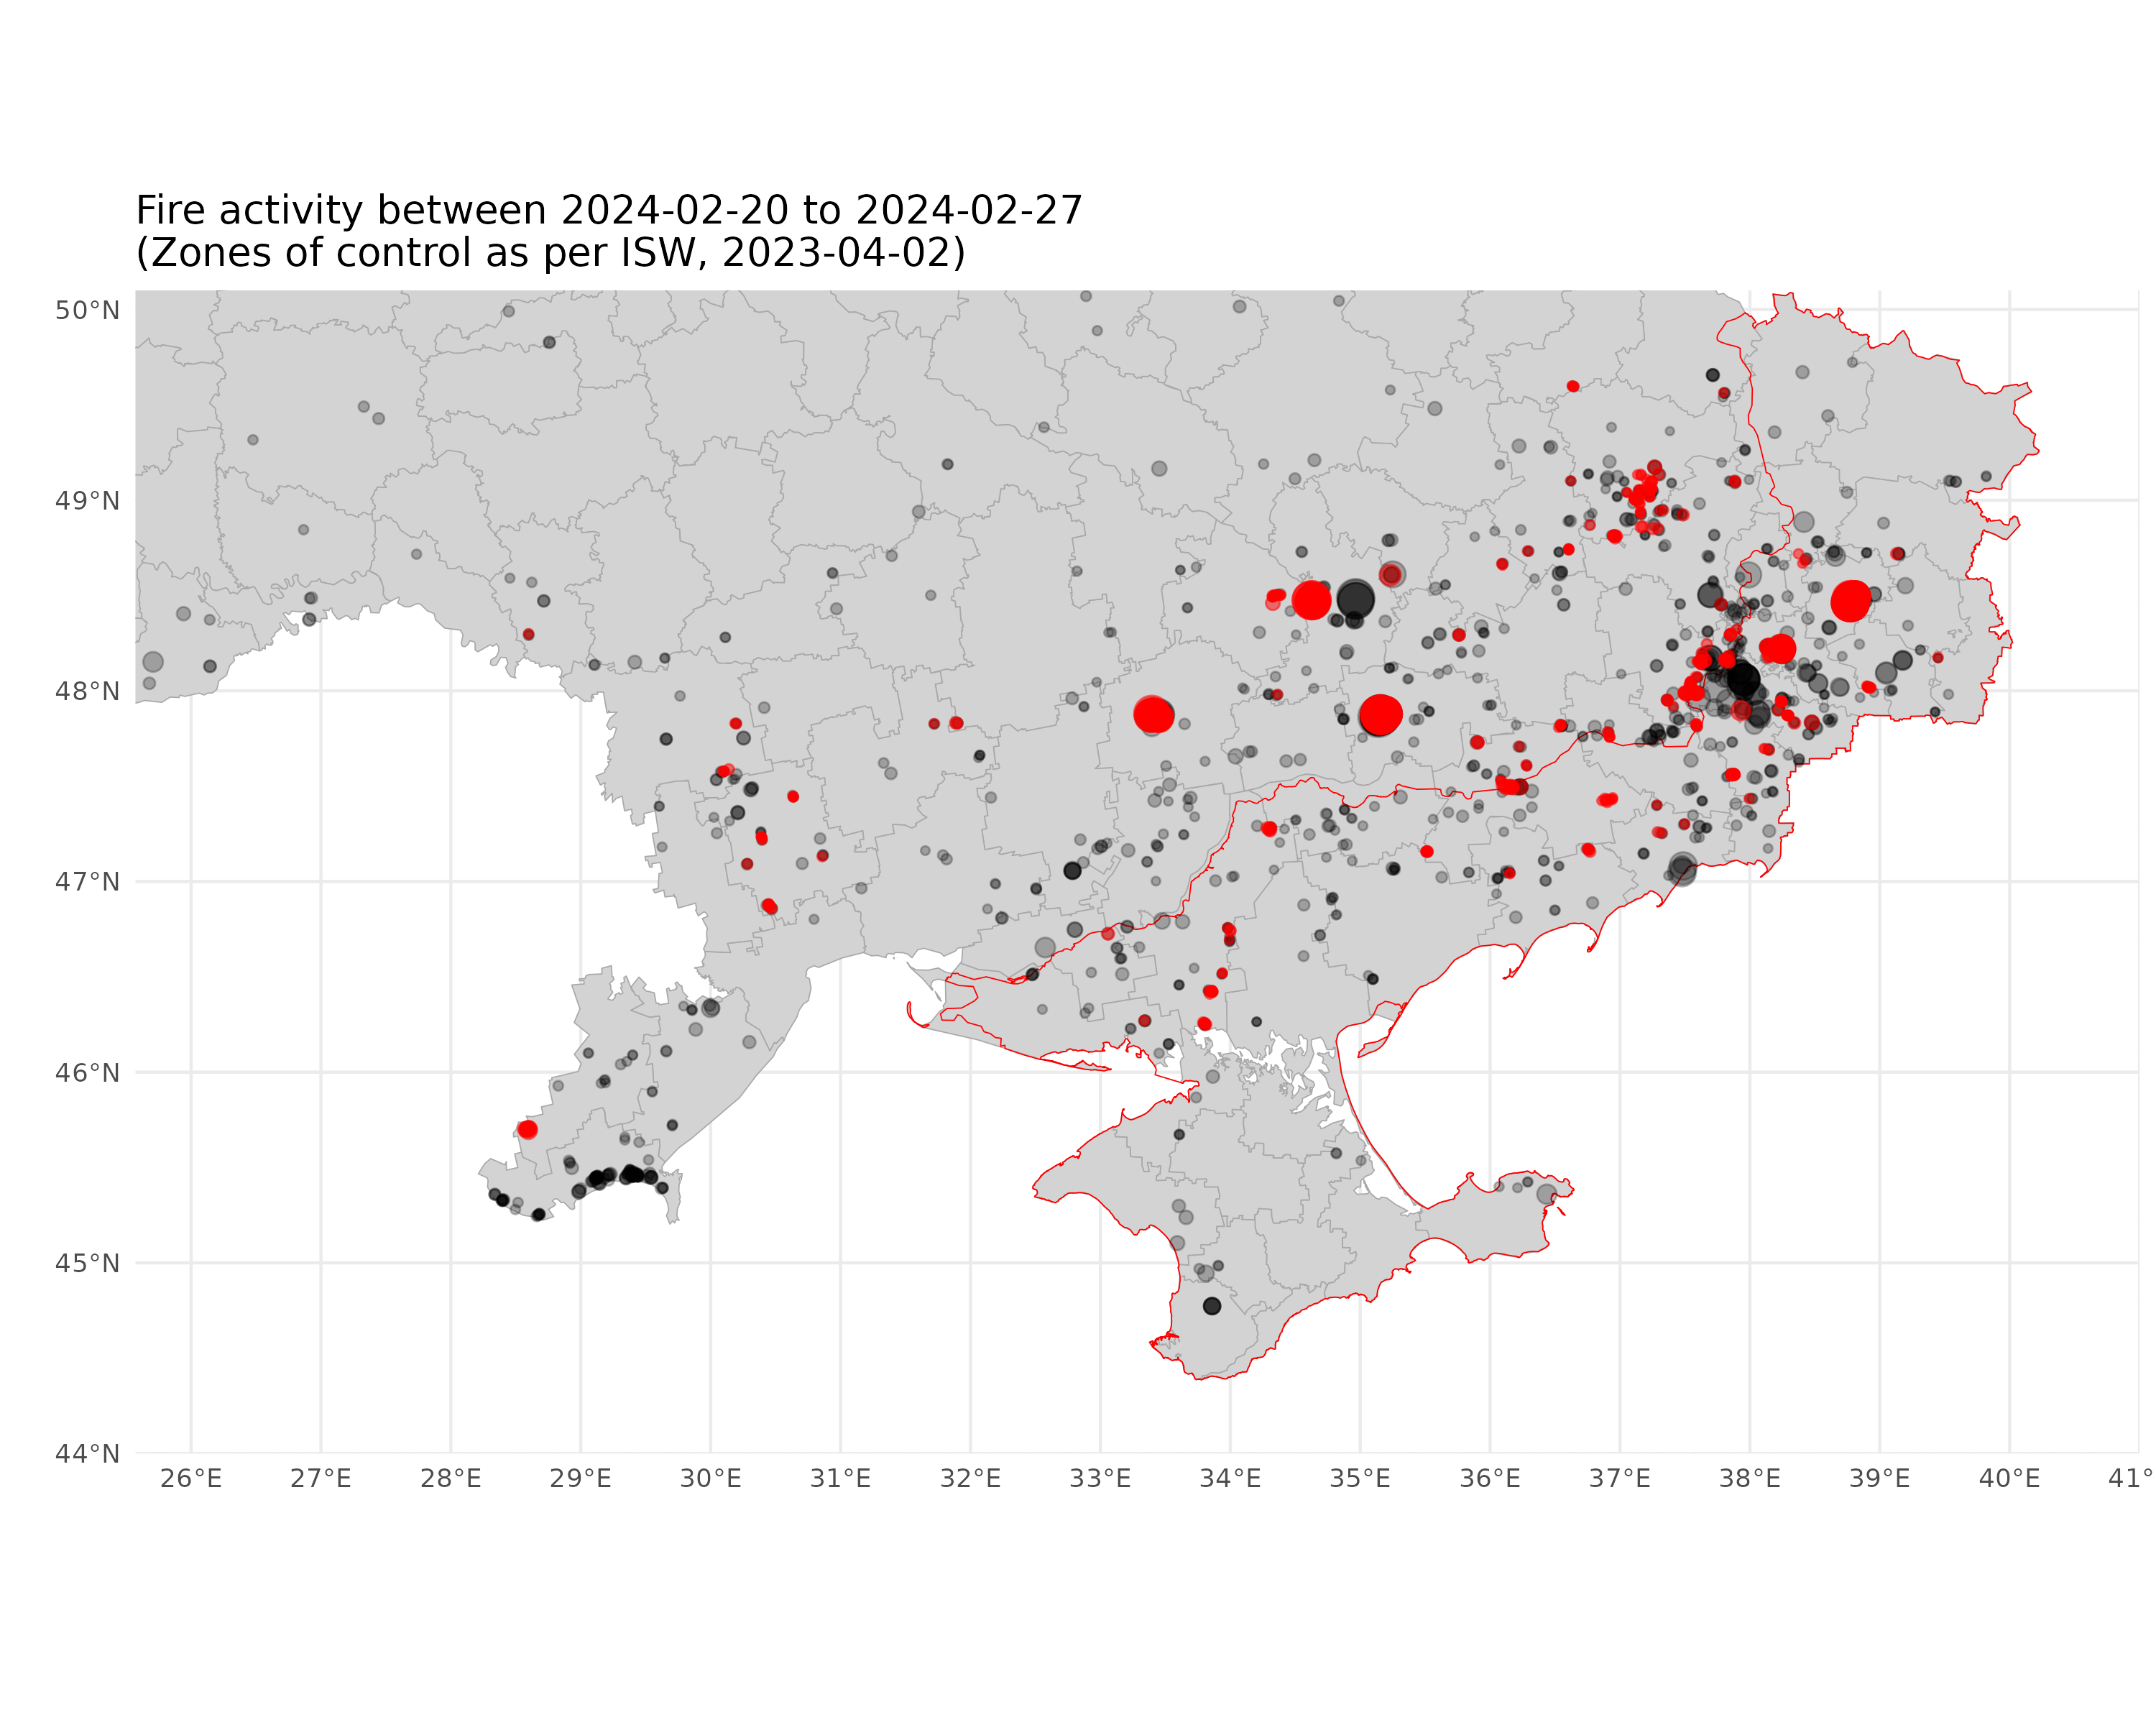 Fire activity between 2024-02-20 to 2024-02-27
(Zones of control as per ISW, 2023-04-02)
50°N
49°N
48°N
47°N
46°N
45°N
44°N
26°E 27°E 28°E 29°E 30°E 31°E 32°E 33°E 34°E 35°E 36°E 37°E 38°E 39°E 40°E 41°